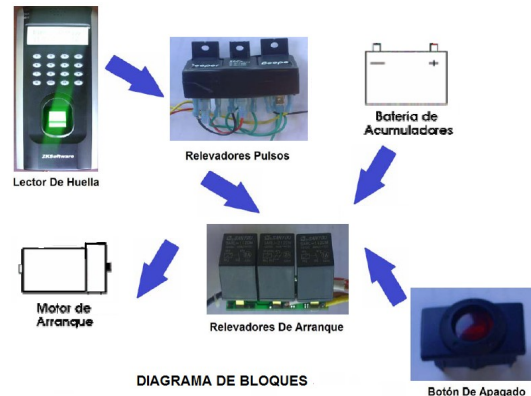 Lector De Huella
ZKSoftware
Relevadores Pulsos
Batería de
Acumuladores
Motor de
Arranque
Relevadores De Arranque
DIAGRAMA DE BLOQUES
Botón De Apagado